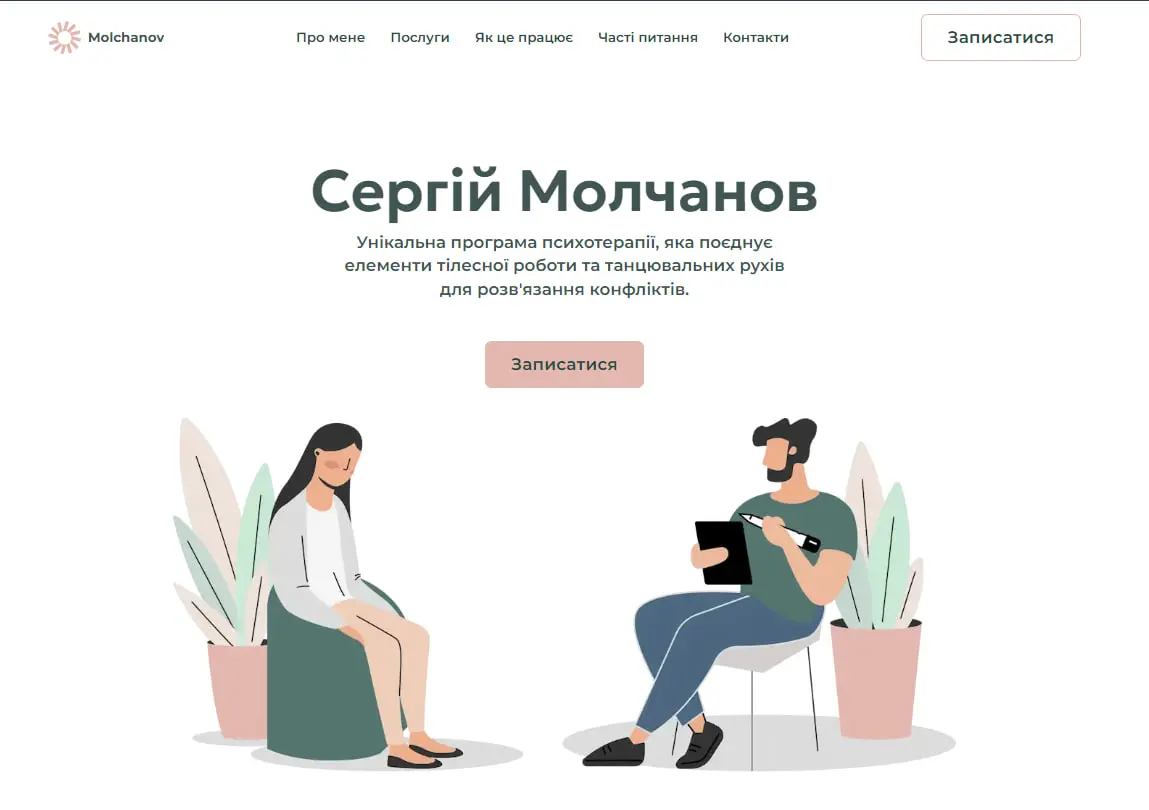 Molchanov
Про мене
Послуги
Як це працює
Часті питання
Контакти
Записатися
Сергій Молчанов
Унікальна програма психотерапії, яка поєднує
елементи тілесної роботи та танцювальних рухів
для розв'язання конфліктів.
Записатися